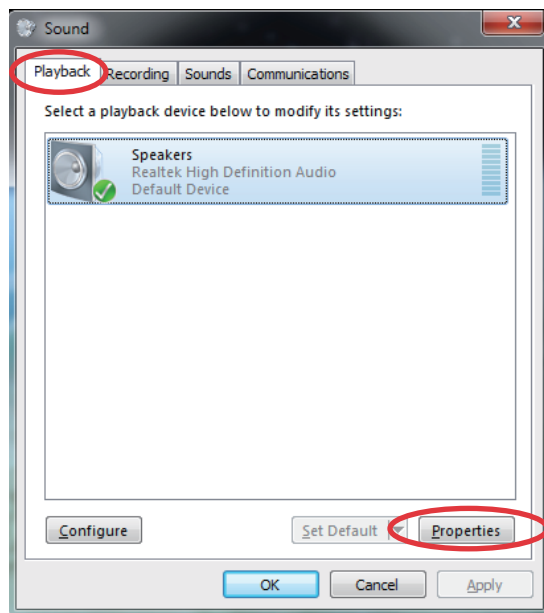 Sound
Playback Recording Sounds Communications
Select a playback device below to modify its settings:
Speakers
Realtek High Definition Audio
Default Device
Configure Set Default Properties
OK Cancel Apply